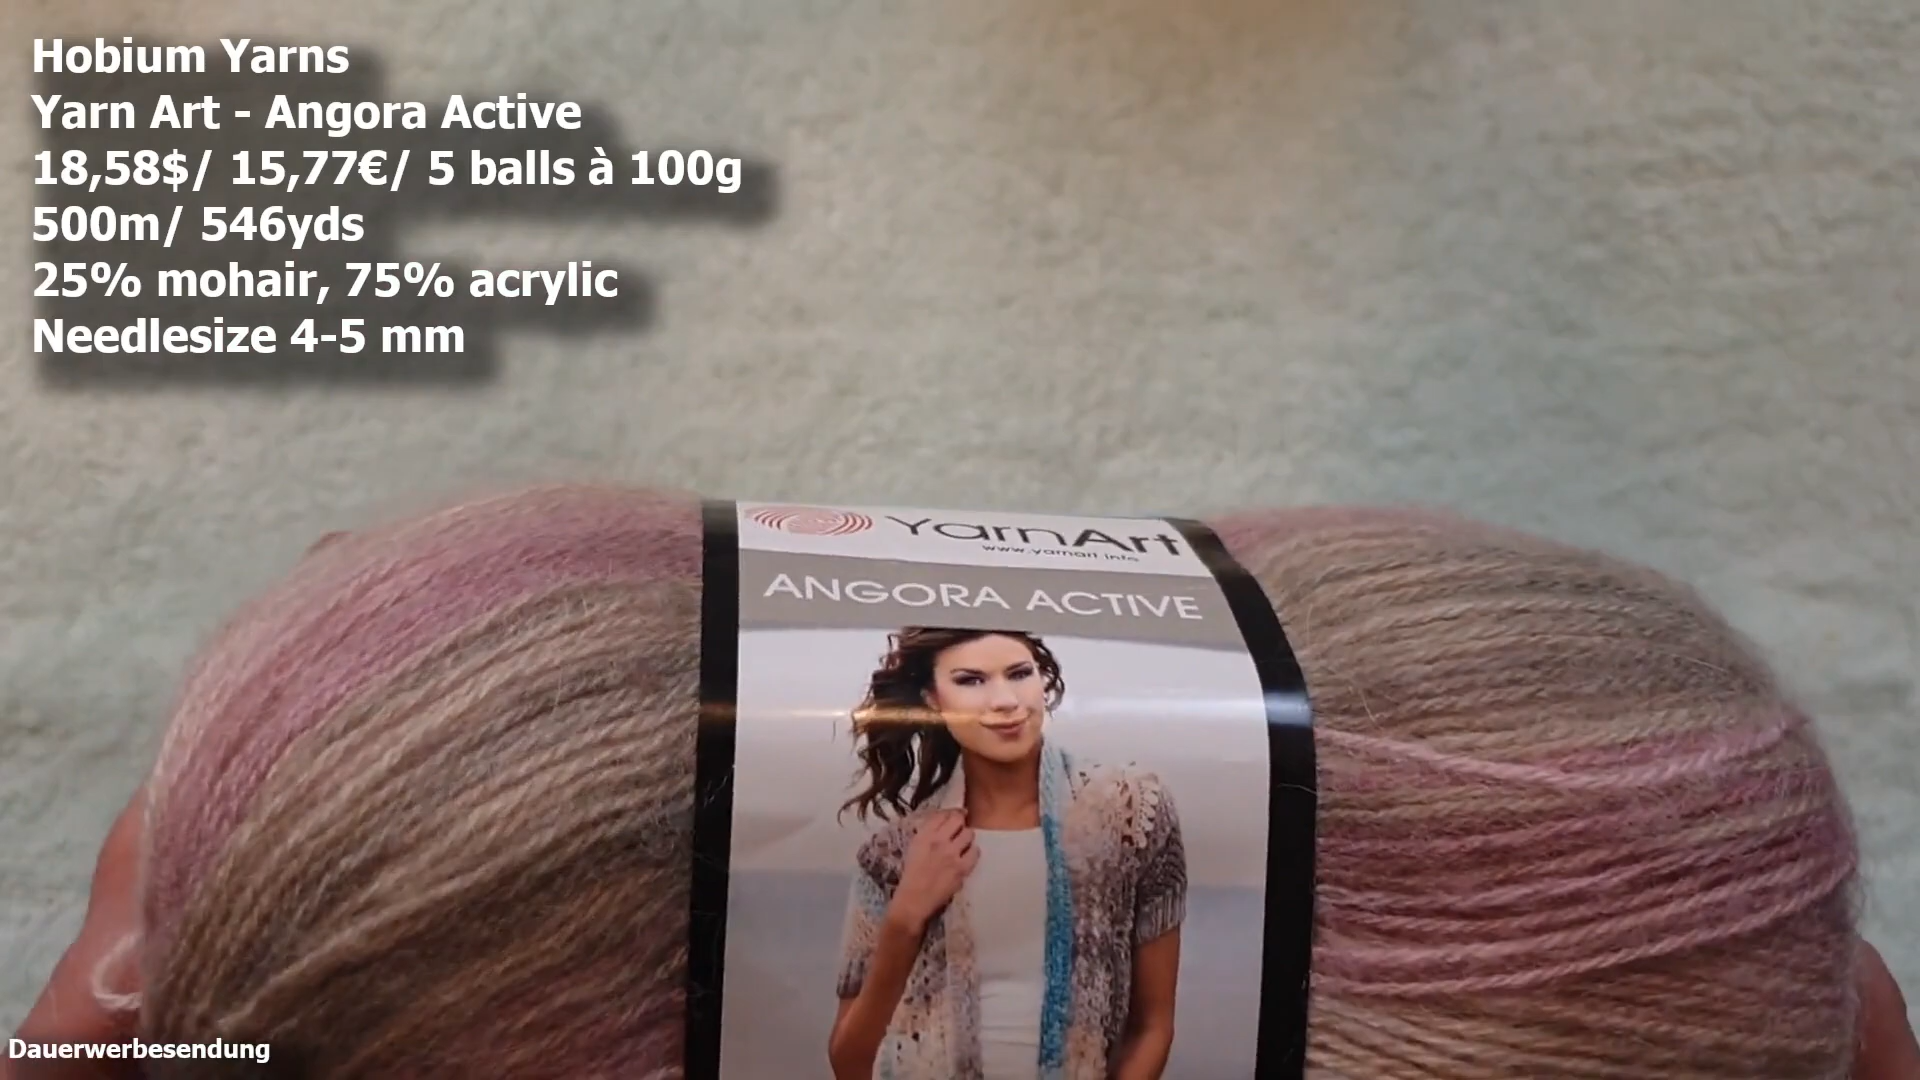 Hobium Yarns
Yarn Art - Angora Active
18,58$/ 15,77€/ 5 balls à 100g
500m/ 546yds
25% mohair, 75% acrylic
Needlesize 4-5 mm
YarnArt
www.yarnart.info
ANGORA ACTIVE
Dauerwerbesendung